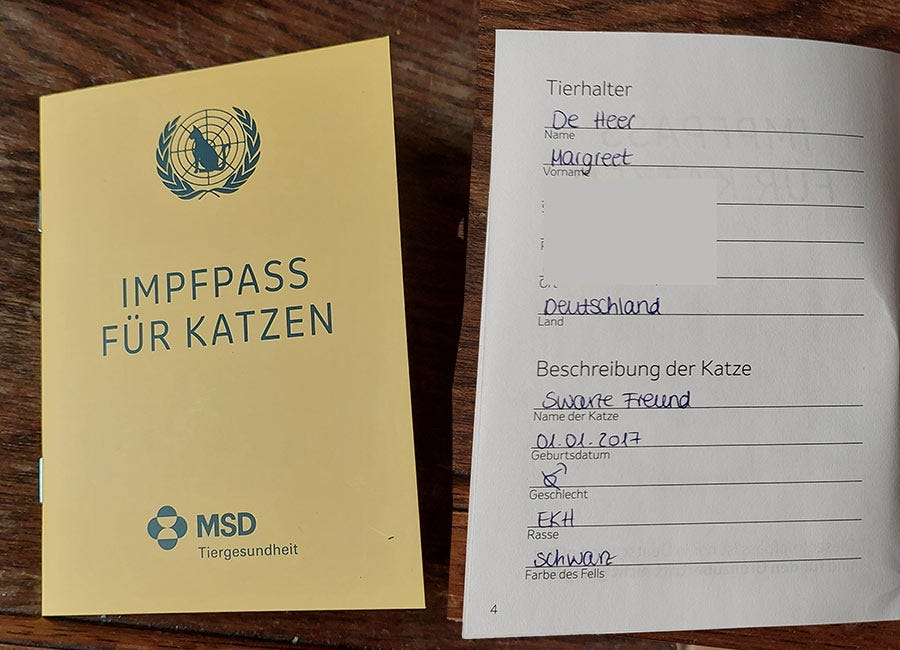 IMPFPASS
FÜR KATZEN
MSD
Tiergesundheit
Tierhalter
De Heer
Name
Margreet
Vorname
Deutschland
Land
Beschreibung der Katze
Swarte Freund
Name der Katze
01.01.2017
Geburtsdatum
Geschlecht
EKH
Rasse
schwarz
Farbe des Fells
4